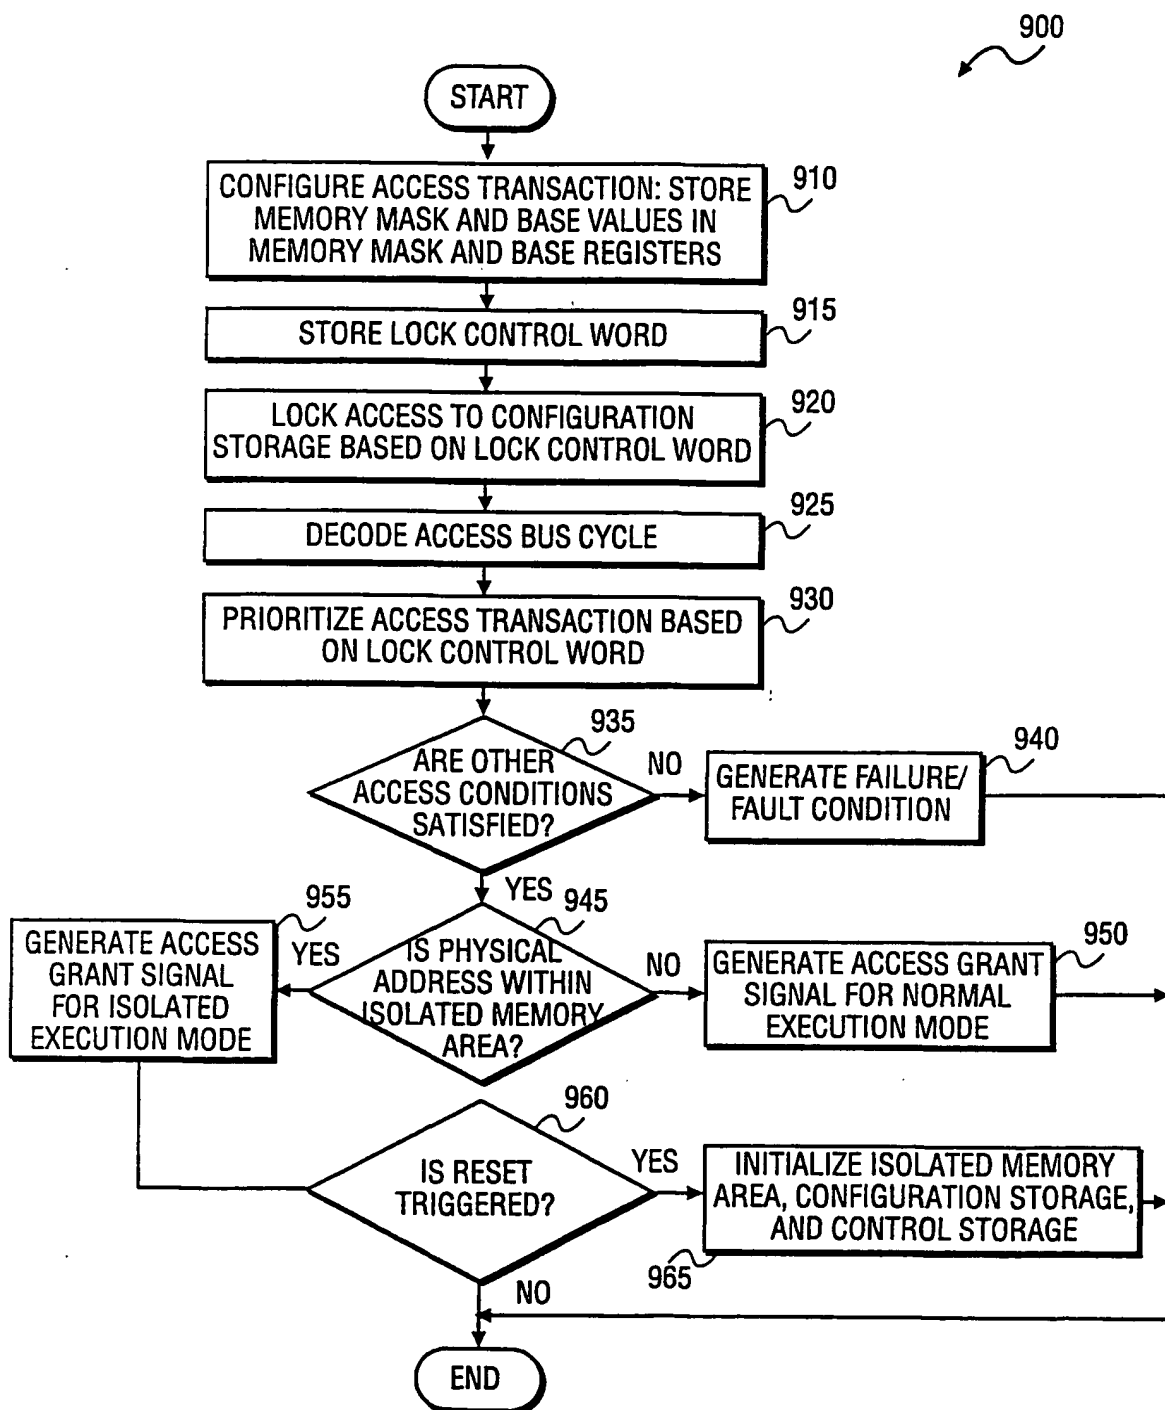 900
START
CONFIGURE ACCESS TRANSACTION: STORE
MEMORY MASK AND BASE VALUES IN
MEMORY MASK AND BASE REGISTERS
910
STORE LOCK CONTROL WORD
915
LOCK ACCESS TO CONFIGURATION
STORAGE BASED ON LOCK CONTROL WORD
920
DECODE ACCESS BUS CYCLE
925
PRIORITIZE ACCESS TRANSACTION BASED
ON LOCK CONTROL WORD
930
ARE OTHER
ACCESS CONDITIONS
SATISFIED?
935
NO
GENERATE FAILURE/
FAULT CONDITION
940
YES
IS PHYSICAL
ADDRESS WITHIN
ISOLATED MEMORY
AREA?
945
NO
GENERATE ACCESS GRANT
SIGNAL FOR NORMAL
EXECUTION MODE
950
YES
GENERATE ACCESS
GRANT SIGNAL
FOR ISOLATED
EXECUTION MODE
955
IS RESET
TRIGGERED?
960
YES
INITIALIZE ISOLATED MEMORY
AREA, CONFIGURATION STORAGE,
AND CONTROL STORAGE
965
NO
END